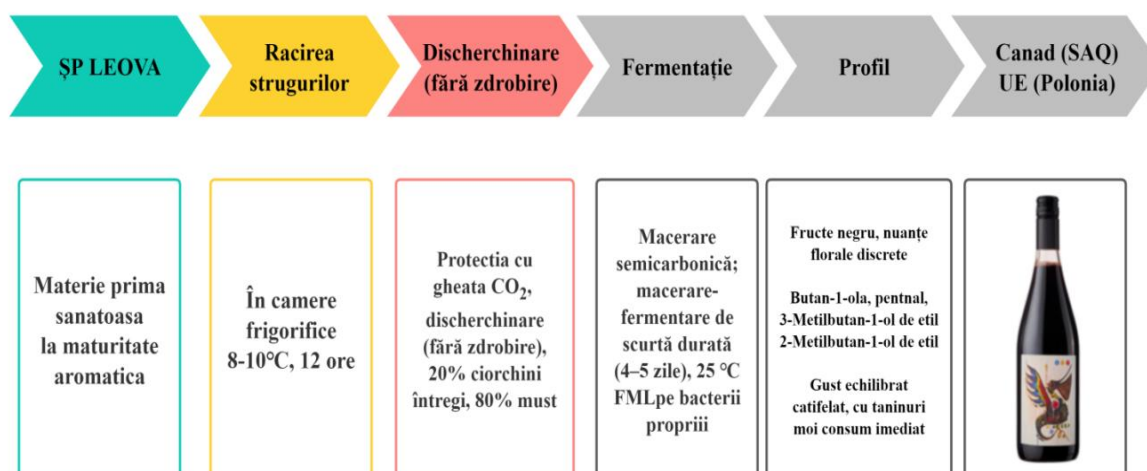 ȘP LEOVA
Racirea
strugurilor
Discherchinare
(fără zdrobire)
Fermentație
Profil
Canad (SAQ)
UE (Polonia)
Materie prima
sanatoasa
la maturitate
aromatica
În camere
frigorifice
8-10℃, 12 ore
Protectia cu
gheata CO₂,
discherchinare
(fără zdrobire),
20% ciorchini
întregi, 80% must
Macerare
semicarbonică;
macerare-
fermentare de
scurtă durată
(4–5 zile), 25 ℃
FMLpe bacterii
propriii
Fructe negru, nuanțe
florale discrete
Butan-1-ola, pentnal,
3-Metilbutan-1-ol de etil
2-Metilbutan-1-ol de etil
Gust echilibrat
catifelat, cu taninuri
moi consum imediat